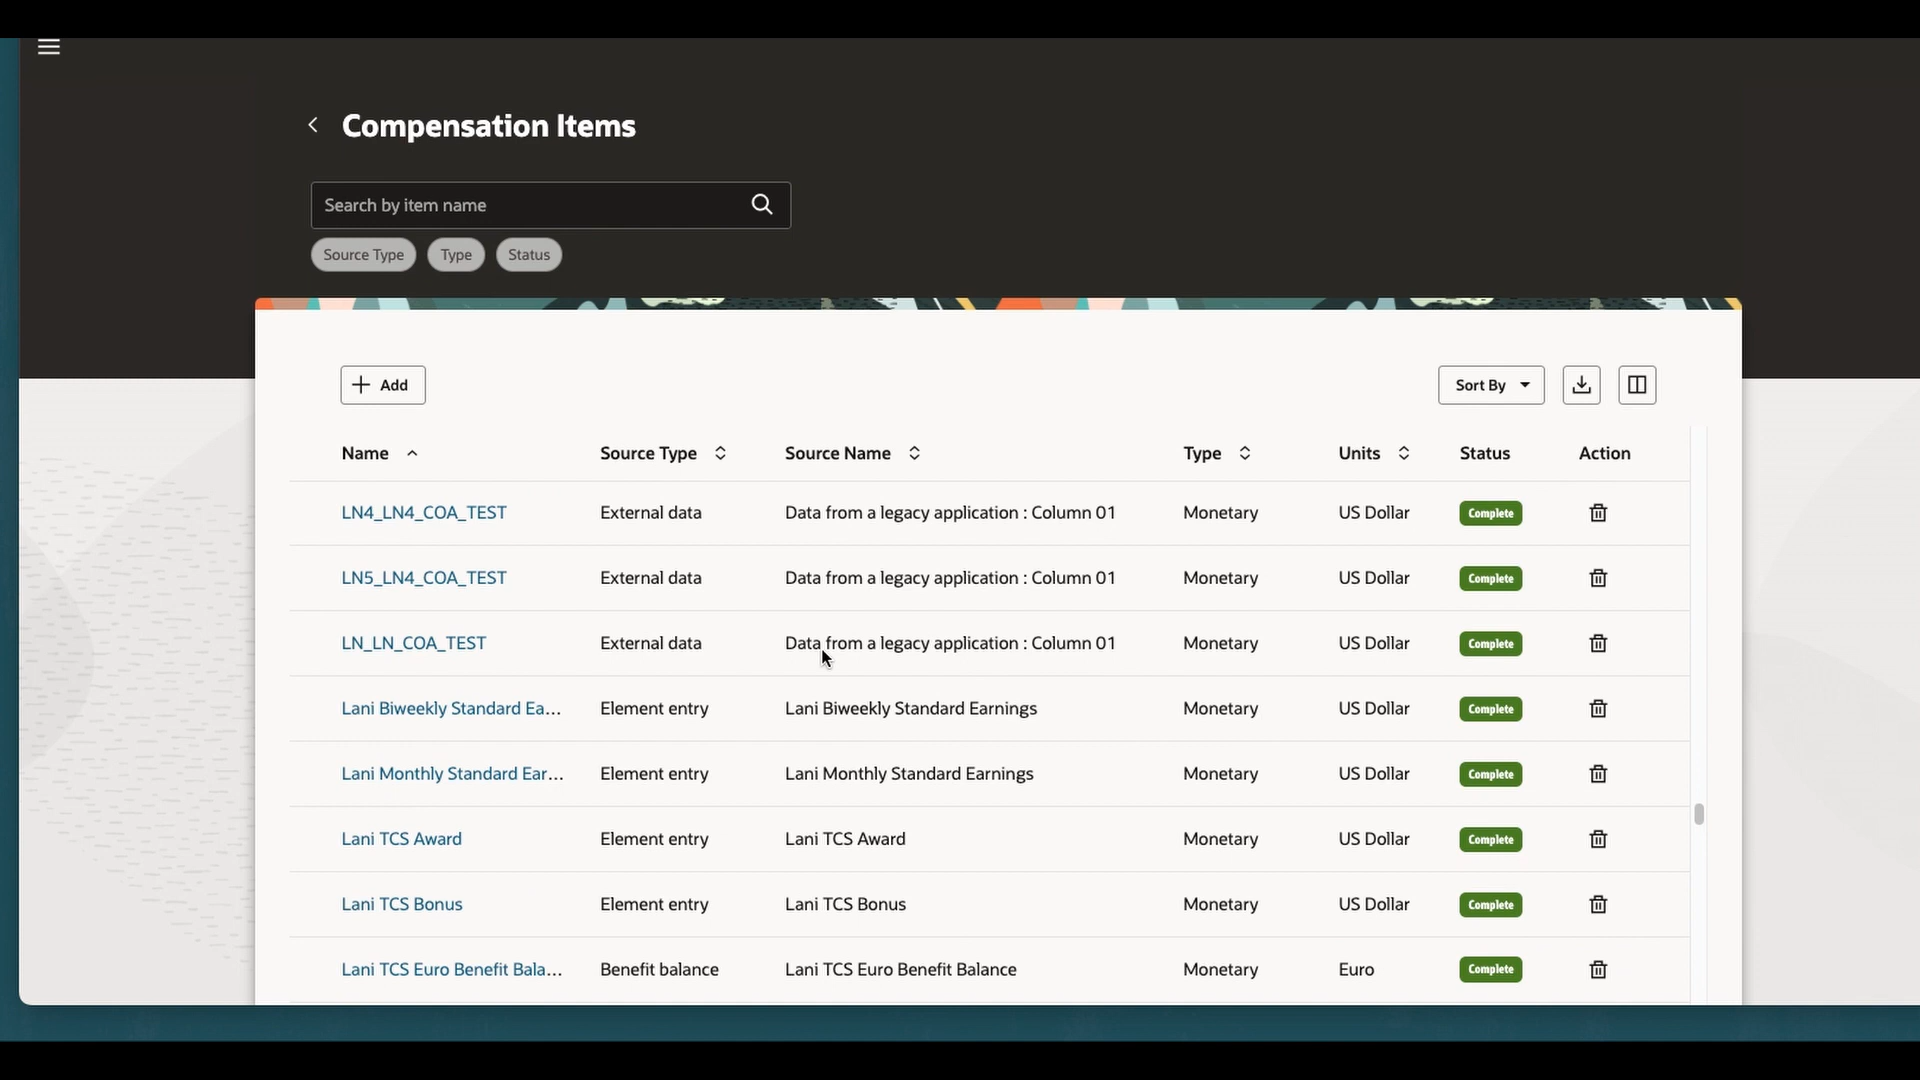 Compensation Items
Search by item name
Source Type Type Status
Add Sort By
Name Source Type Source Name Type Units Status Action
LN4_LN4_COA_TEST External data Data from a legacy application : Column 01 Monetary US Dollar Complete
LN5_LN4_COA_TEST External data Data from a legacy application : Column 01 Monetary US Dollar Complete
LN_LN_COA_TEST External data Data from a legacy application : Column 01 Monetary US Dollar Complete
Lani Biweekly Standard Ea... Element entry Lani Biweekly Standard Earnings Monetary US Dollar Complete
Lani Monthly Standard Ear... Element entry Lani Monthly Standard Earnings Monetary US Dollar Complete
Lani TCS Award Element entry Lani TCS Award Monetary US Dollar Complete
Lani TCS Bonus Element entry Lani TCS Bonus Monetary US Dollar Complete
Lani TCS Euro Benefit Bala... Benefit balance Lani TCS Euro Benefit Balance Monetary Euro Complete